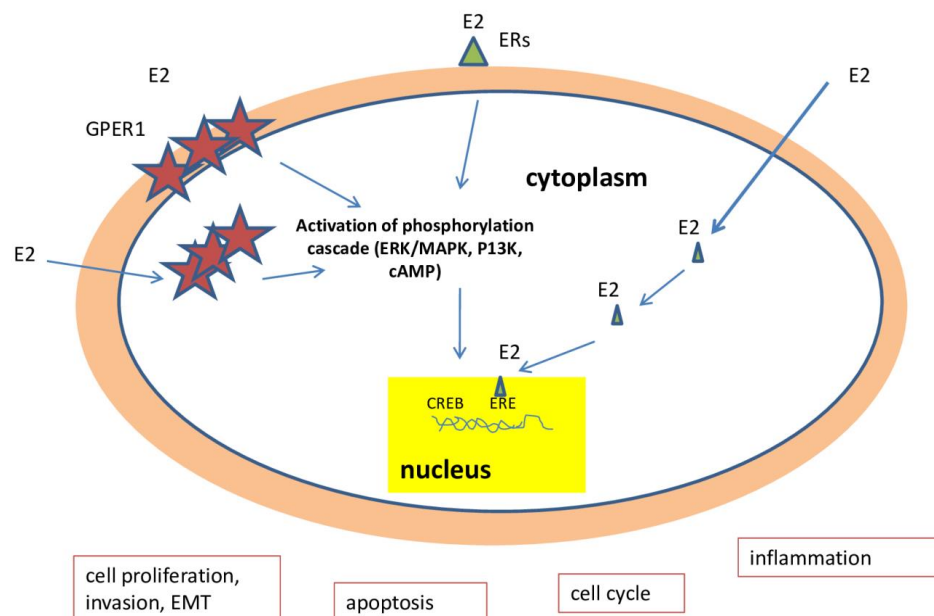 E2
ERs
E2
E2
GPER1
cytoplasm
Activation of phosphorylation
cascade (ERK/MAPK, P13K,
cAMP)
E2
E2
E2
E2
CREB ERE
nucleus
inflammation
cell proliferation,
invasion, EMT
apoptosis
cell cycle